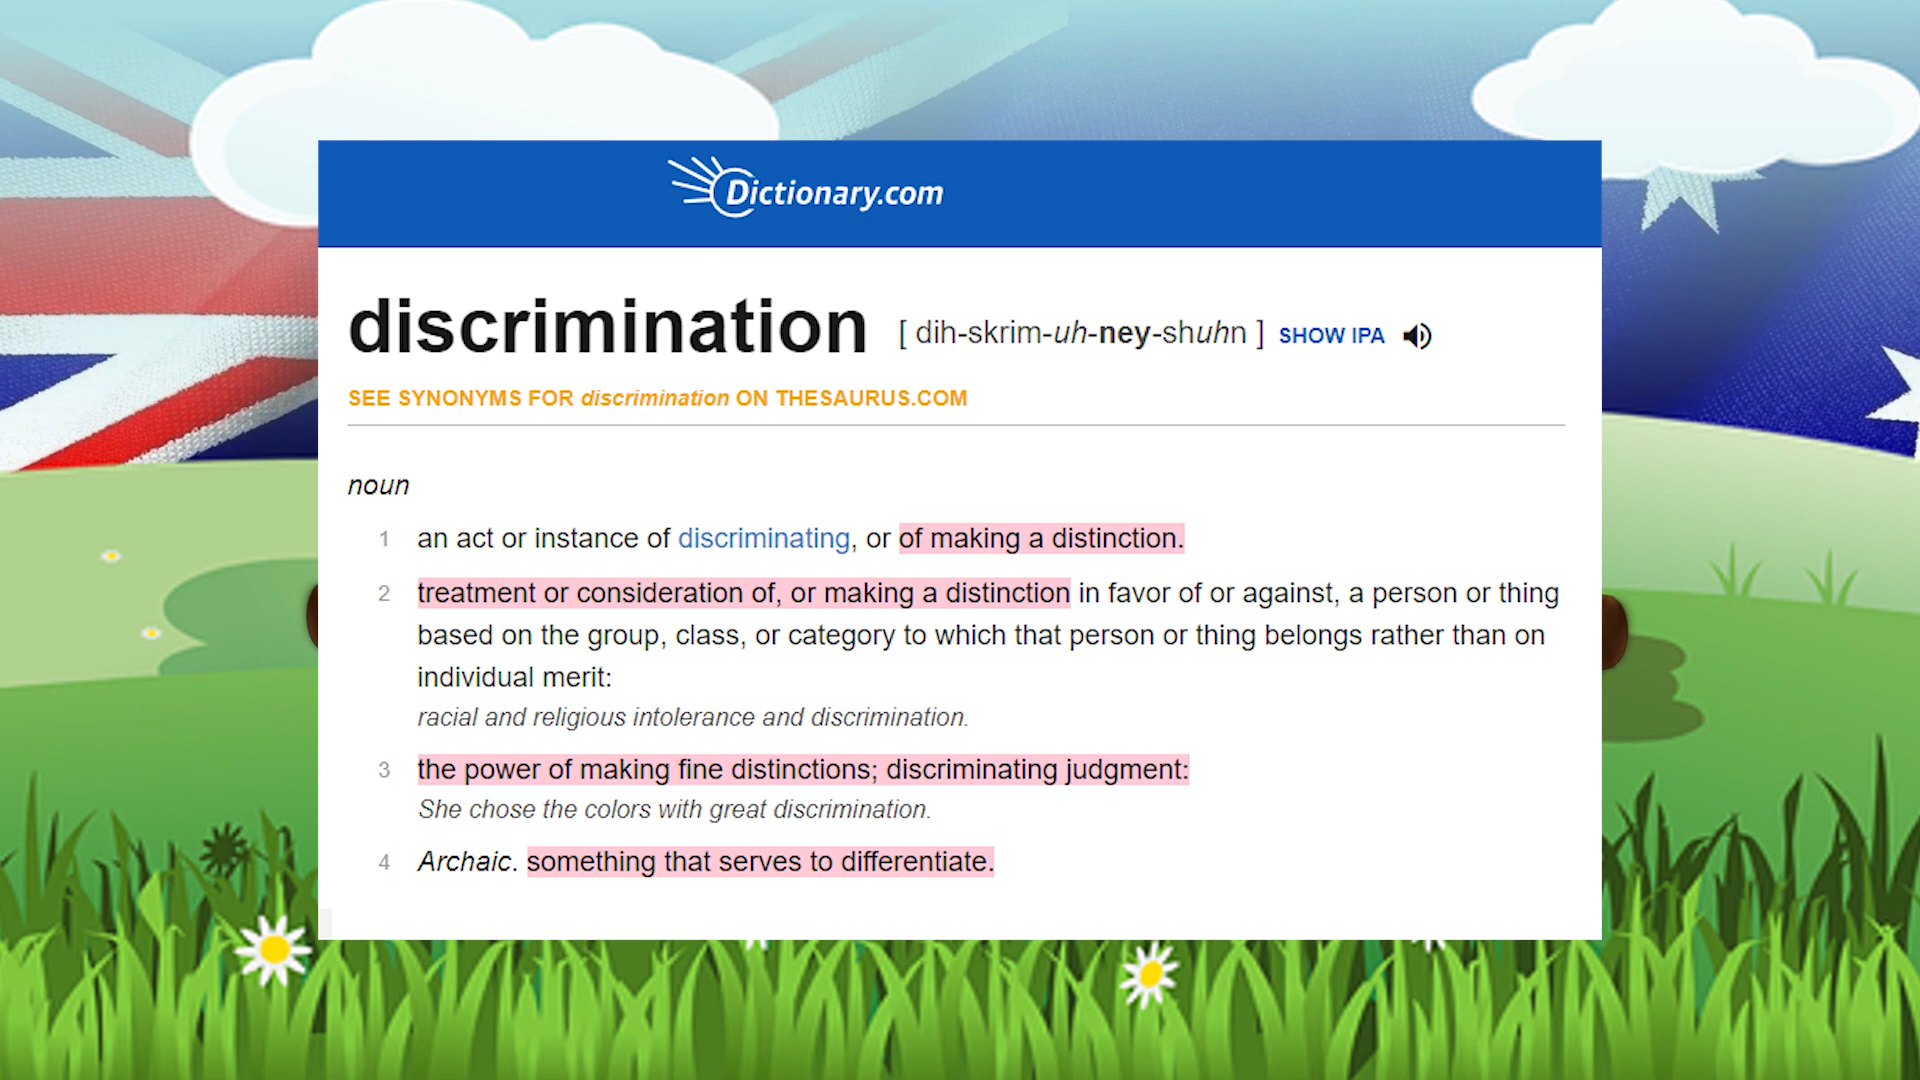 Dictionary.com
discrimination [ dih-skrim-uh-ney-shuhn ] SHOW IPA
SEE SYNONYMS FOR discrimination ON THESAURUS.COM
noun
1 an act or instance of discriminating, or of making a distinction.
2 treatment or consideration of, or making a distinction in favor of or against, a person or thing
based on the group, class, or category to which that person or thing belongs rather than on
individual merit:
racial and religious intolerance and discrimination.
3 the power of making fine distinctions; discriminating judgment:
She chose the colors with great discrimination.
4 Archaic. something that serves to differentiate.